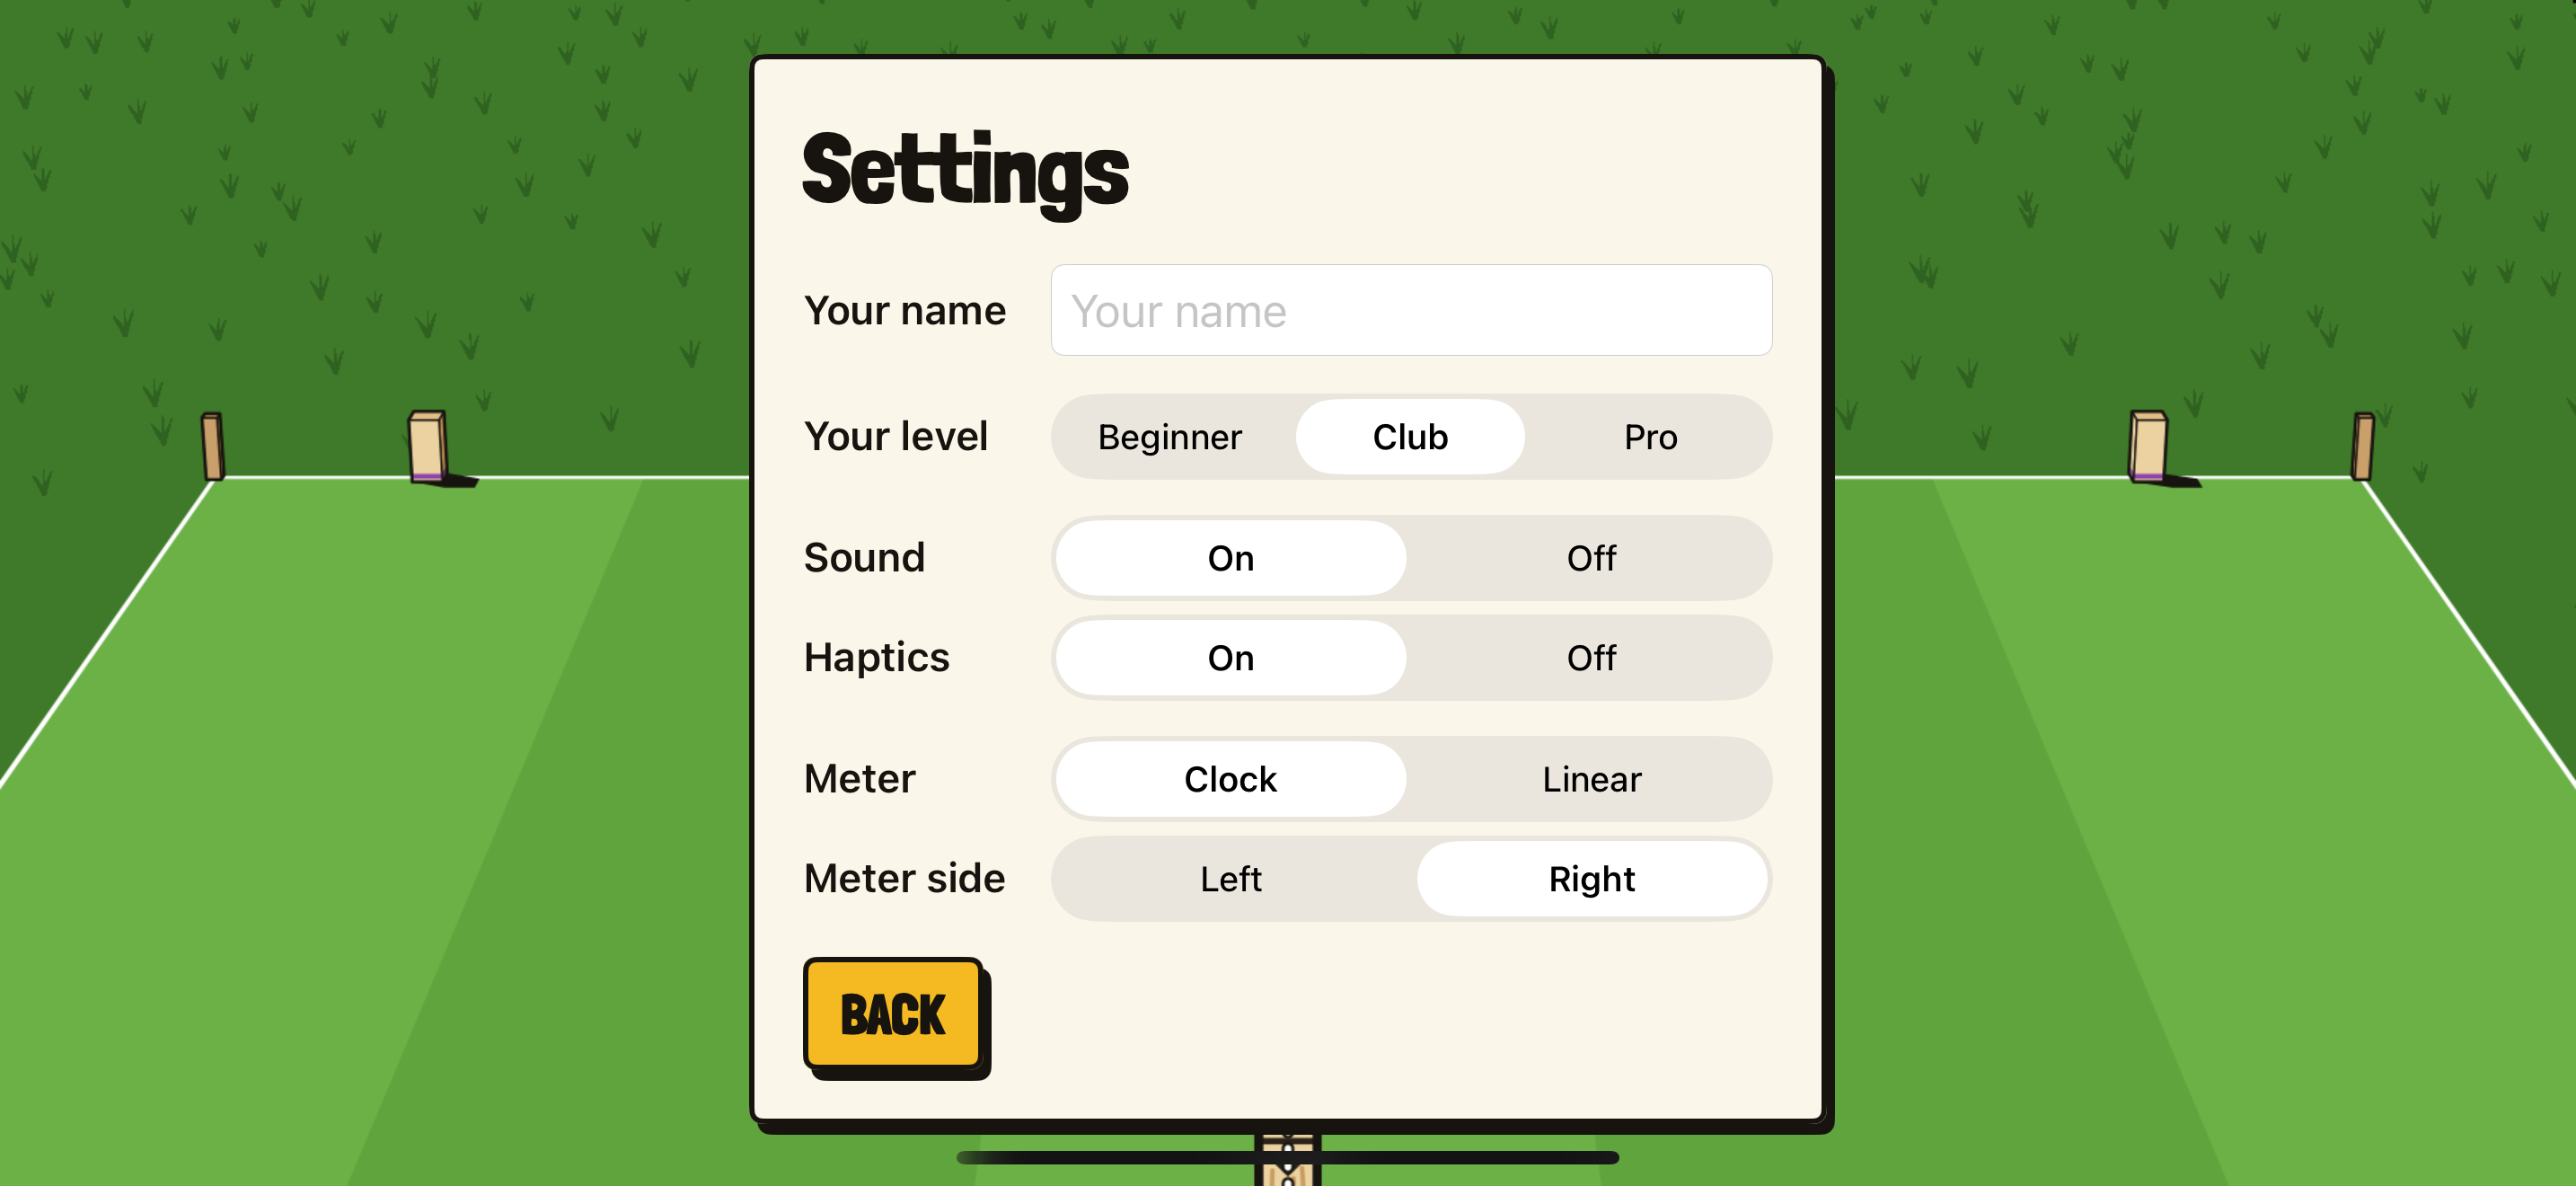 Settings
Your name Your name
Your level Beginner Club Pro
Sound On Off
Haptics On Off
Meter Clock Linear
Meter side Left Right
BACK